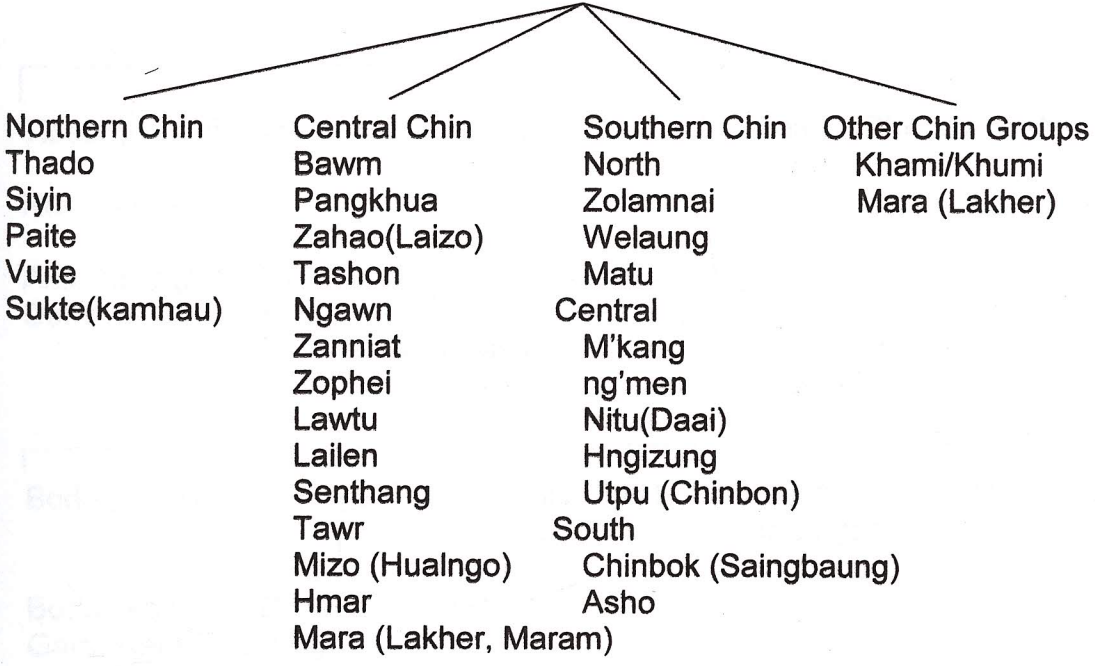 Northern Chin
Thado
Siyin
Paite
Vuite
Sukte(kamhau)
Central Chin
Bawm
Pangkhua
Zahao(Laizo)
Tashon
Ngawn
Zanniat
Zophei
Lawtu
Lailen
Senthang
Tawr
Mizo (Hualngo)
Hmar
Mara (Lakher, Maram)
Southern Chin
North
Zolamnai
Welaung
Matu
Central
M'kang
ng'men
Nitu(Daai)
Hngizung
Utpu (Chinbon)
South
Chinbok (Saingbaung)
Asho
Other Chin Groups
Khami/Khumi
Mara (Lakher)